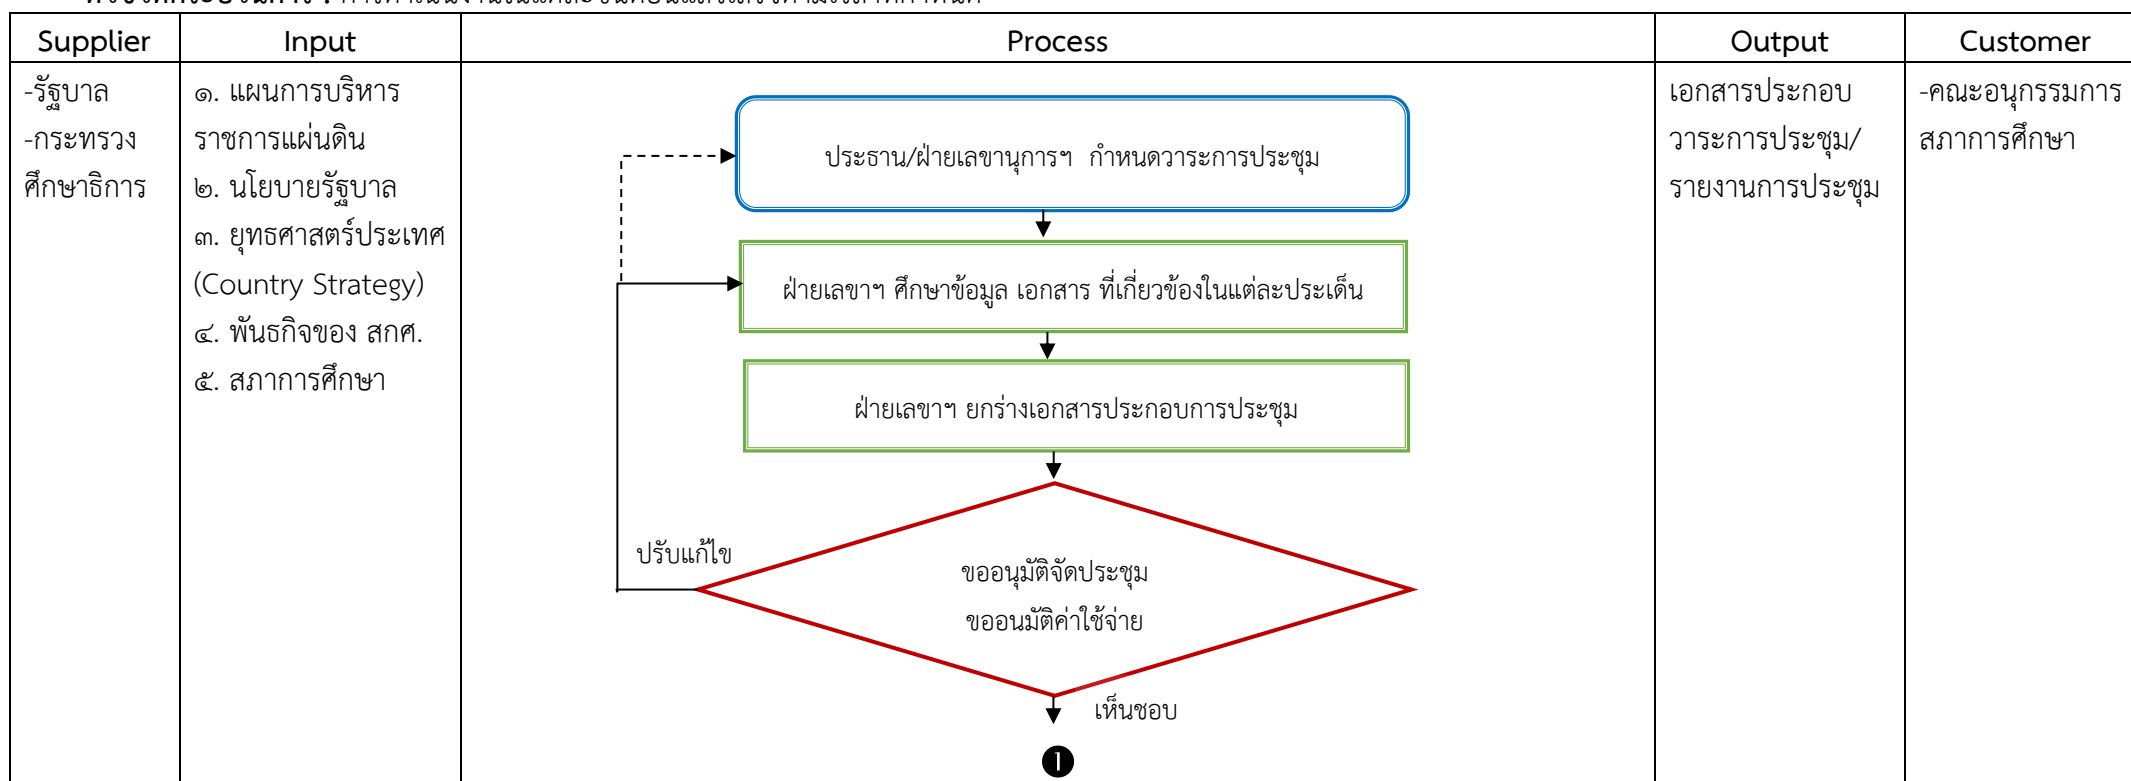 Supplier
Input
Process
Output
Customer
-รัฐบาล
-กระทรวง
ศึกษาธิการ
๑. แผนการบริหาร
ราชการแผ่นดิน
๒. นโยบายรัฐบาล
๓. ยุทธศาสตร์ประเทศ
(Country Strategy)
๔. พันธกิจของ สกศ.
๕. สภาการศึกษา
ประธาน/ฝ่ายเลขานุการฯ กำหนดวาระการประชุม
ฝ่ายเลขาฯ ศึกษาข้อมูล เอกสาร ที่เกี่ยวข้องในแต่ละประเด็น
ฝ่ายเลขาฯ ยกร่างเอกสารประกอบการประชุม
ปรับแก้ไข
ขออนุมัติจัดประชุม
ขออนมัติค่าใช้จ่าย
เห็นชอบ
❶
เอกสารประกอบ
วาระการประชุม/
รายงานการประชุม
-คณะอนุกรรมการ
สภาการศึกษา